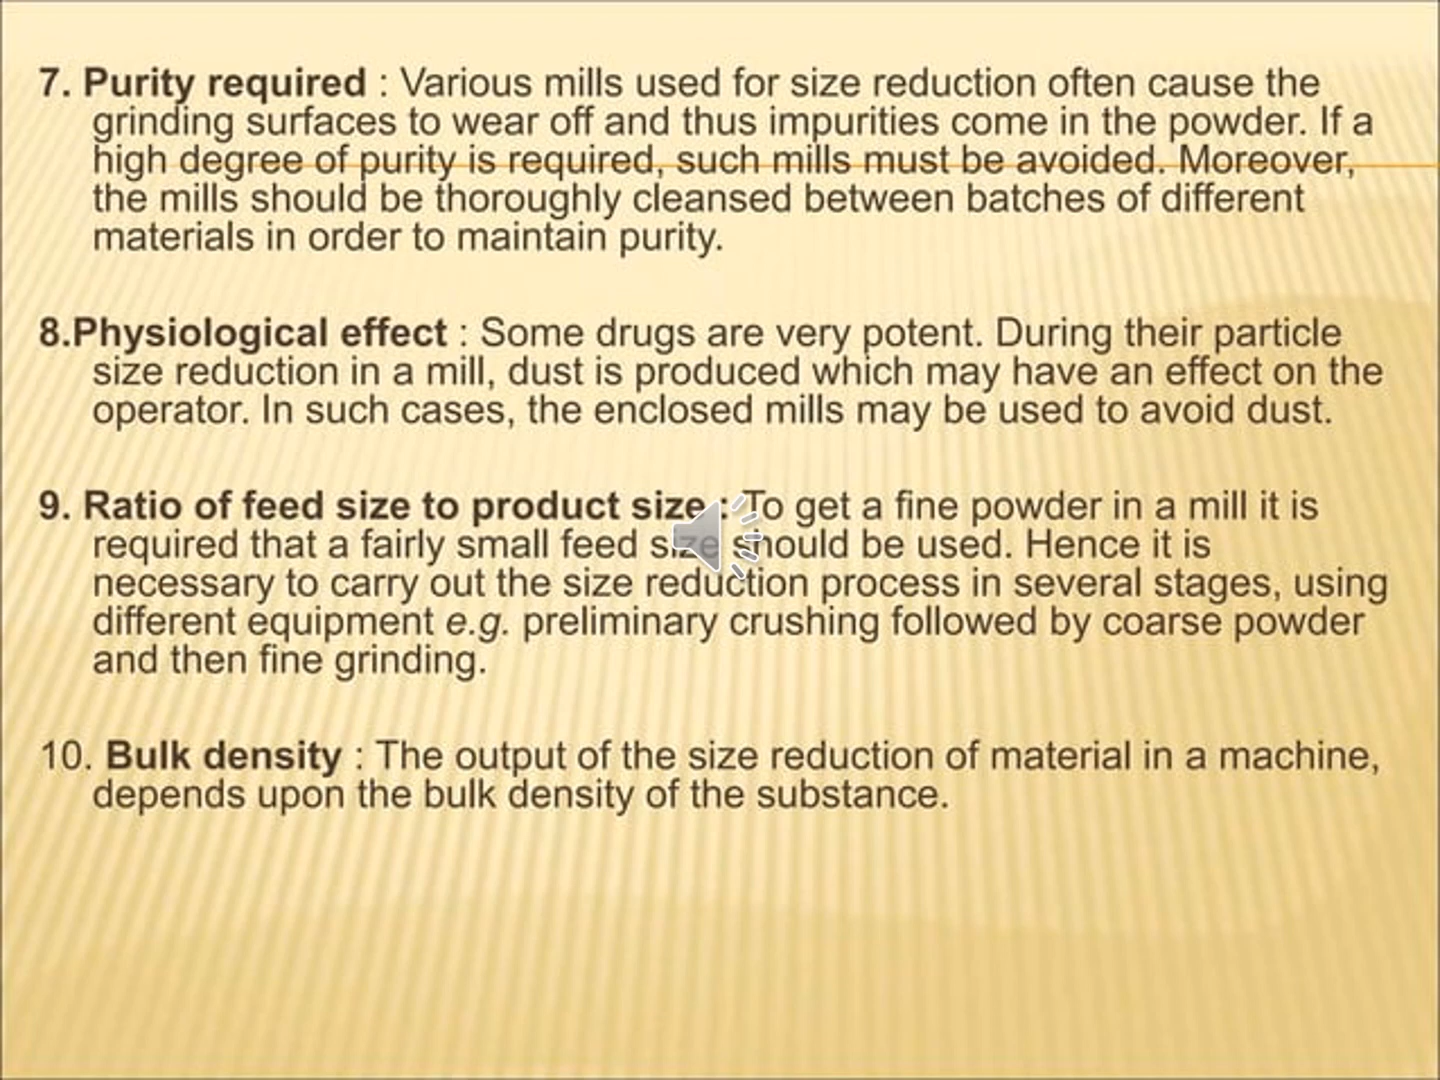 7. Purity required : Various mills used for size reduction often cause the
grinding surfaces to wear off and thus impurities come in the powder. If a
high degree of purity is required, such mills must be avoided. Moreover,
the mills should be thoroughly cleansed between batches of different
materials in order to maintain purity.
8.Physiological effect : Some drugs are very potent. During their particle
size reduction in a mill, dust is produced which may have an effect on the
operator. In such cases, the enclosed mills may be used to avoid dust.
9. Ratio of feed size to product size : To get a fine powder in a mill it is
required that a fairly small feed size should be used. Hence it is
necessary to carry out the size reduction process in several stages, using
different equipment e.g. preliminary crushing followed by coarse powder
and then fine grinding.
10. Bulk density : The output of the size reduction of material in a machine,
depends upon the bulk density of the substance.